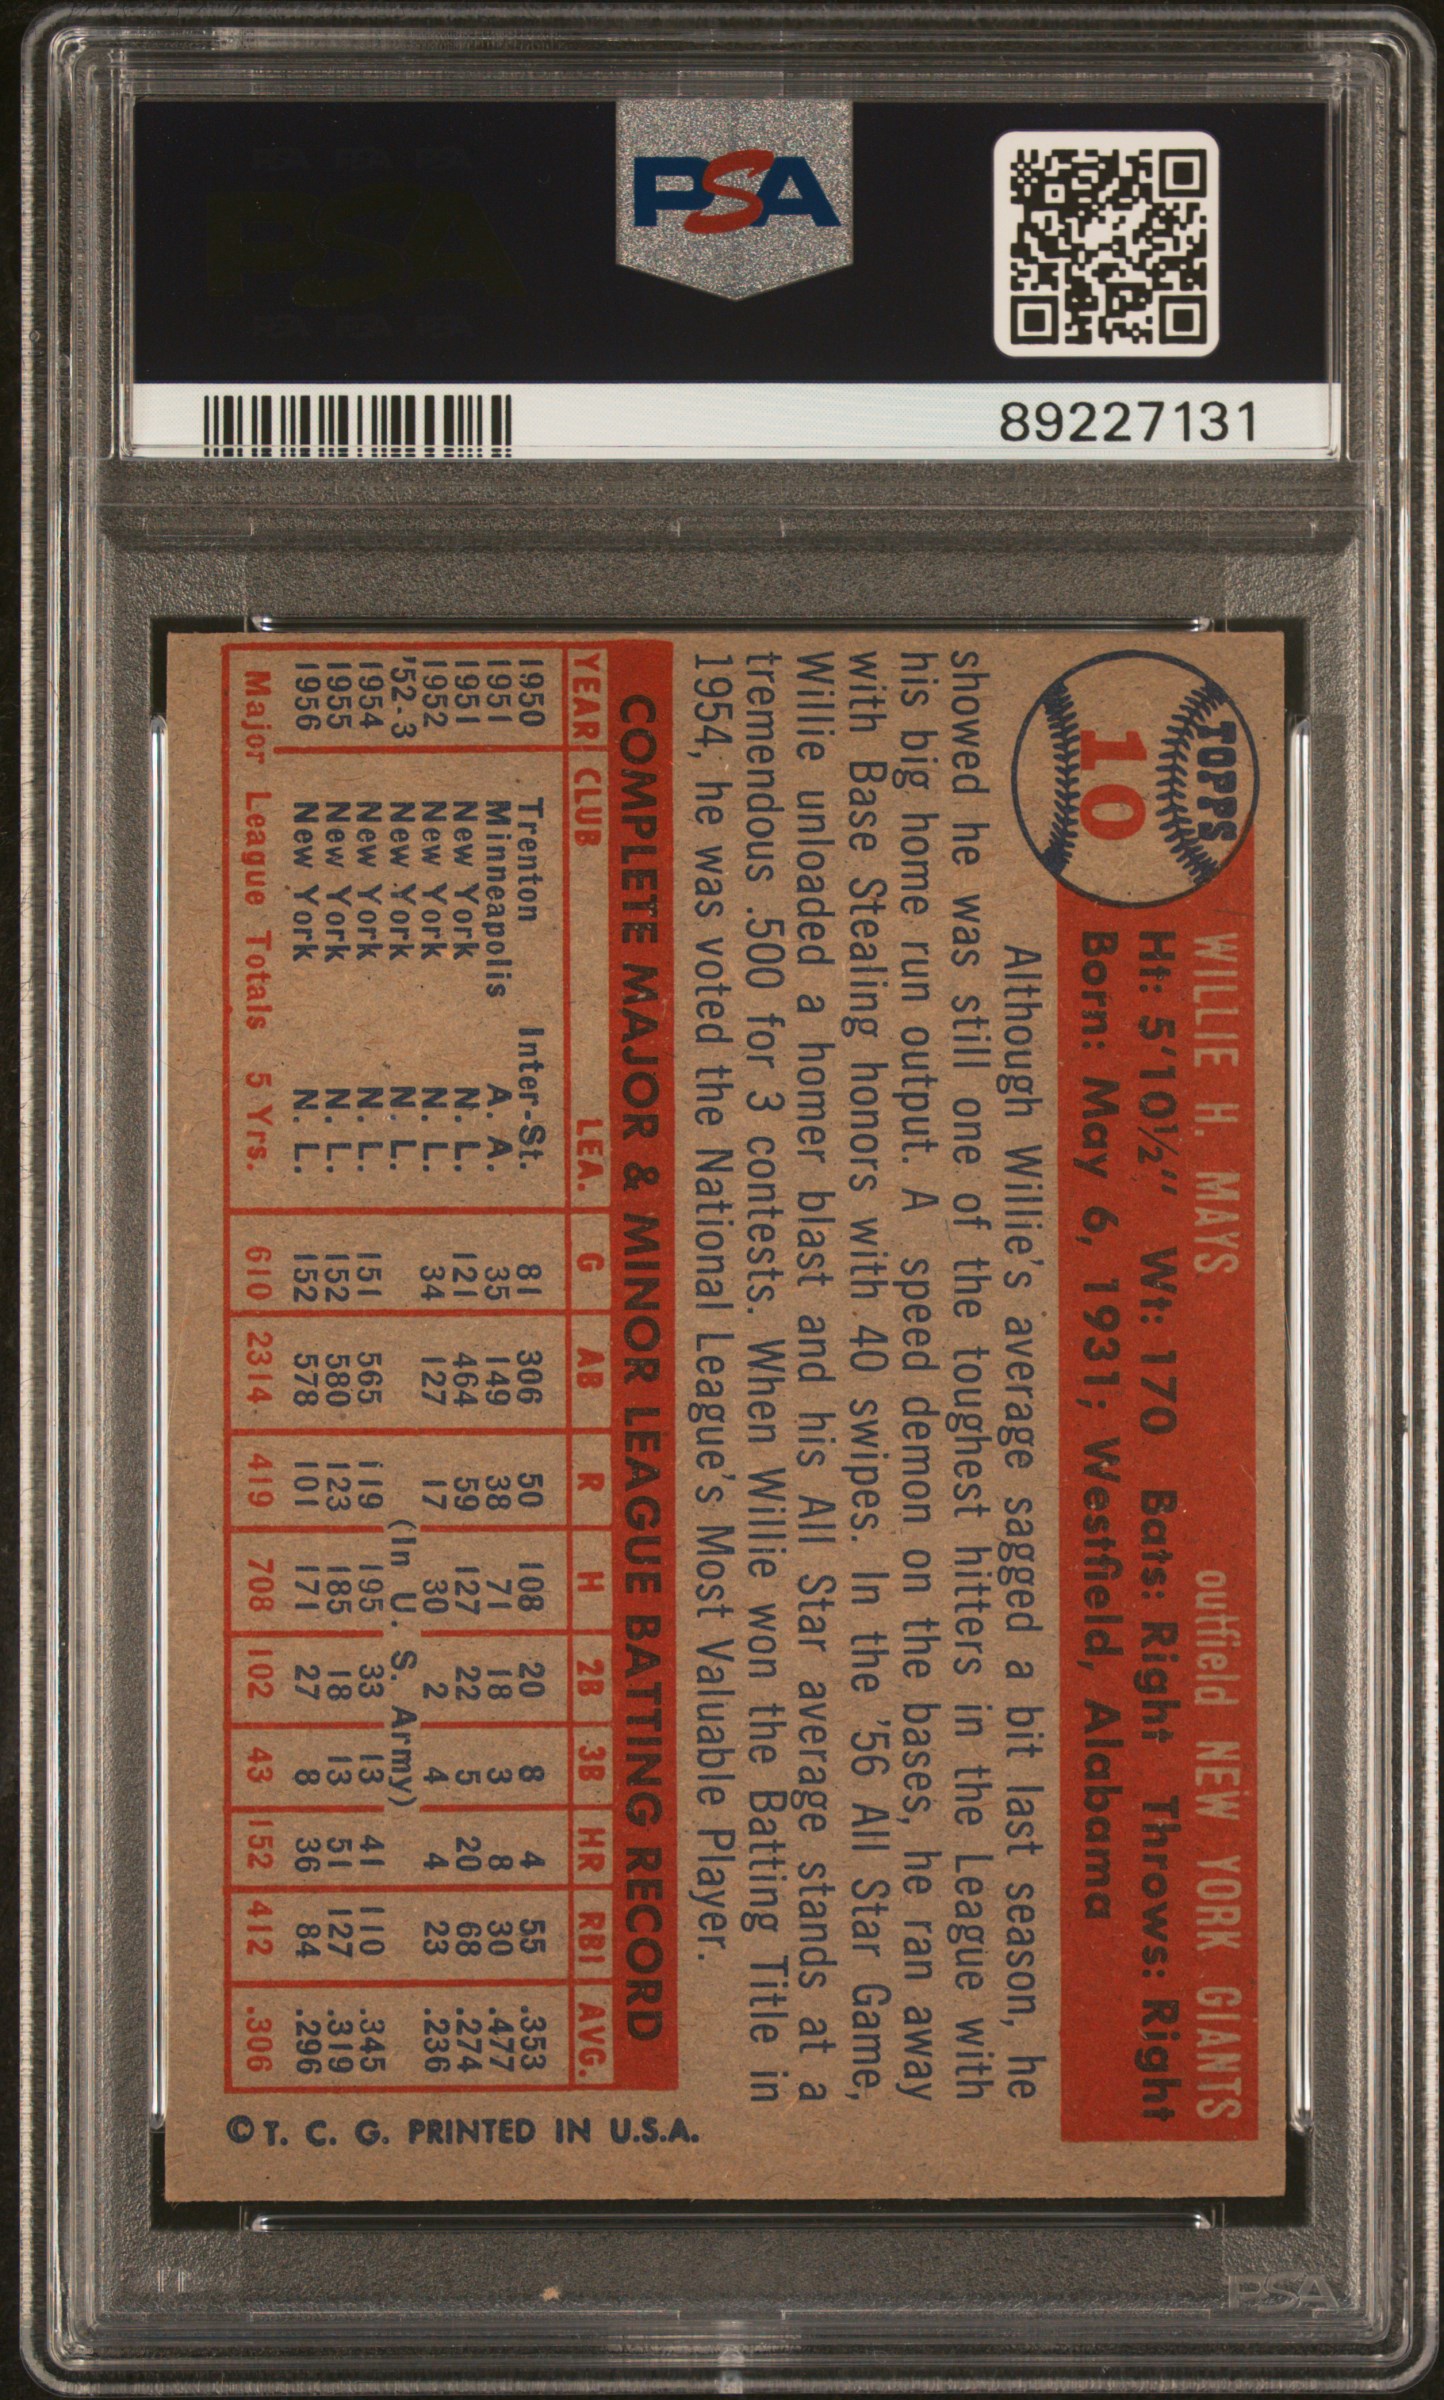 PSA
89227131
TOPPS
10
WILLIE H. MAYS outfield NEW YORK GIANTS
Ht: 5'10½" Wt: 170 Bats: Right Throws: Right
Born: May 6, 1931; Westfield, Alabama
Although Willie's average sagged a bit last season, he
showed he was still one of the toughest hitters in the League with
his big home run output. A speed demon on the bases, he ran away
with Base Stealing honors with 40 swipes. In the '56 All Star Game,
Willie unloaded a homer blast and his All Star average stands at a
tremendous .500 for 3 contests. When Willie won the Batting Title in
1954, he was voted the National League's Most Valuable Player.
COMPLETE MAJOR & MINOR LEAGUE BATTING RECORD
YEAR CLUB LEA. G AB R H 2B 3B HR RBI AVG.
1950 Trenton Inter-St. 81 306 50 108 20 8 4 55 .353
1951 Minneapolis A. A. 35 149 38 71 18 3 8 30 .477
1951 New York N. L. 121 464 59 127 22 5 20 68 .274
1952 New York N. L. 34 127 17 30 2 4 4 23 .236
'52-3 New York N. L. (In U. S. Army)
1954 New York N. L. 151 565 119 195 33 13 41 110 .345
1955 New York N. L. 152 580 123 185 18 13 51 127 .319
1956 New York N. L. 152 578 101 171 27 8 36 84 .296
Major League Totals 5 Yrs. 610 2314 419 708 102 43 152 412 .306
© T. C. G. PRINTED IN U.S.A.
PSA